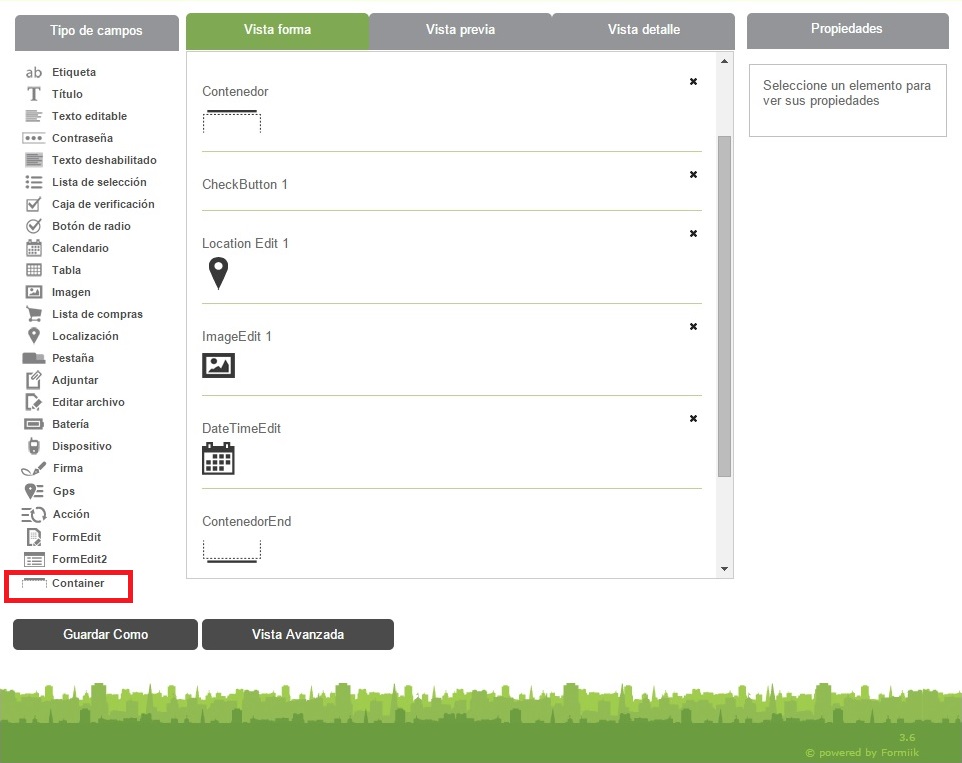 Tipo de campos
Vista forma
Vista previa
Vista detalle
Propiedades
ab Etiqueta
T Título
Texto editable
Contraseña
Texto deshabilitado
Lista de selección
Caja de verificación
Botón de radio
Calendario
Tabla
Imagen
Lista de compras
Localización
Pestaña
Adjuntar
Editar archivo
Batería
Dispositivo
Firma
Gps
Acción
FormEdit
FormEdit2
Container
Contenedor
CheckButton 1
Location Edit 1
ImageEdit 1
DateTimeEdit
ContenedorEnd
Seleccione un elemento para
ver sus propiedades
Guardar Como
Vista Avanzada
3.6
© powered by Formiik